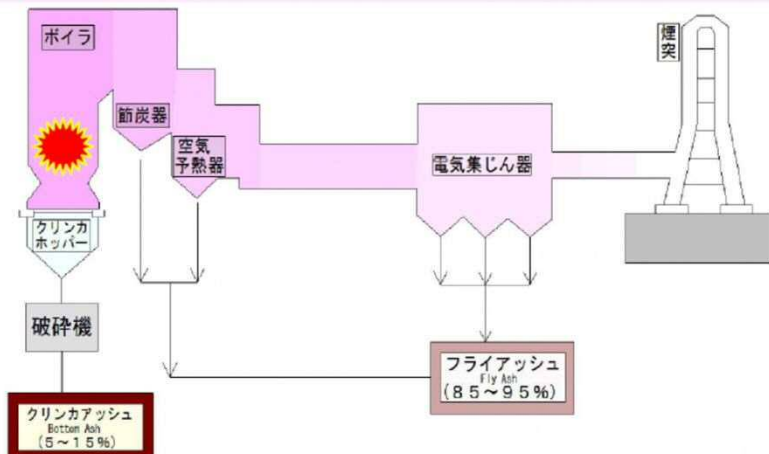 ボイラ
節炭器
空気
予熱器
電気集じん器
煙
突
クリンカ
ホッパー
破砕機
クリンカアッシュ
Bottom Ash
(5～15%)
フライアッシュ
Fly Ash
(85～95%)